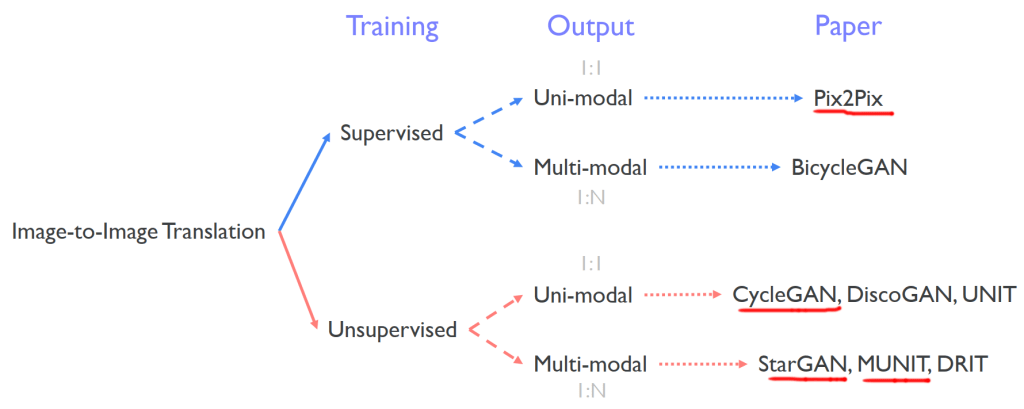 Training Output Paper
1:1
Uni-modal Pix2Pix
Supervised
Multi-modal BicycleGAN
1:N
Image-to-Image Translation
1:1
Uni-modal CycleGAN, DiscoGAN, UNIT
Unsupervised
Multi-modal StarGAN, MUNIT, DRIT
1:N